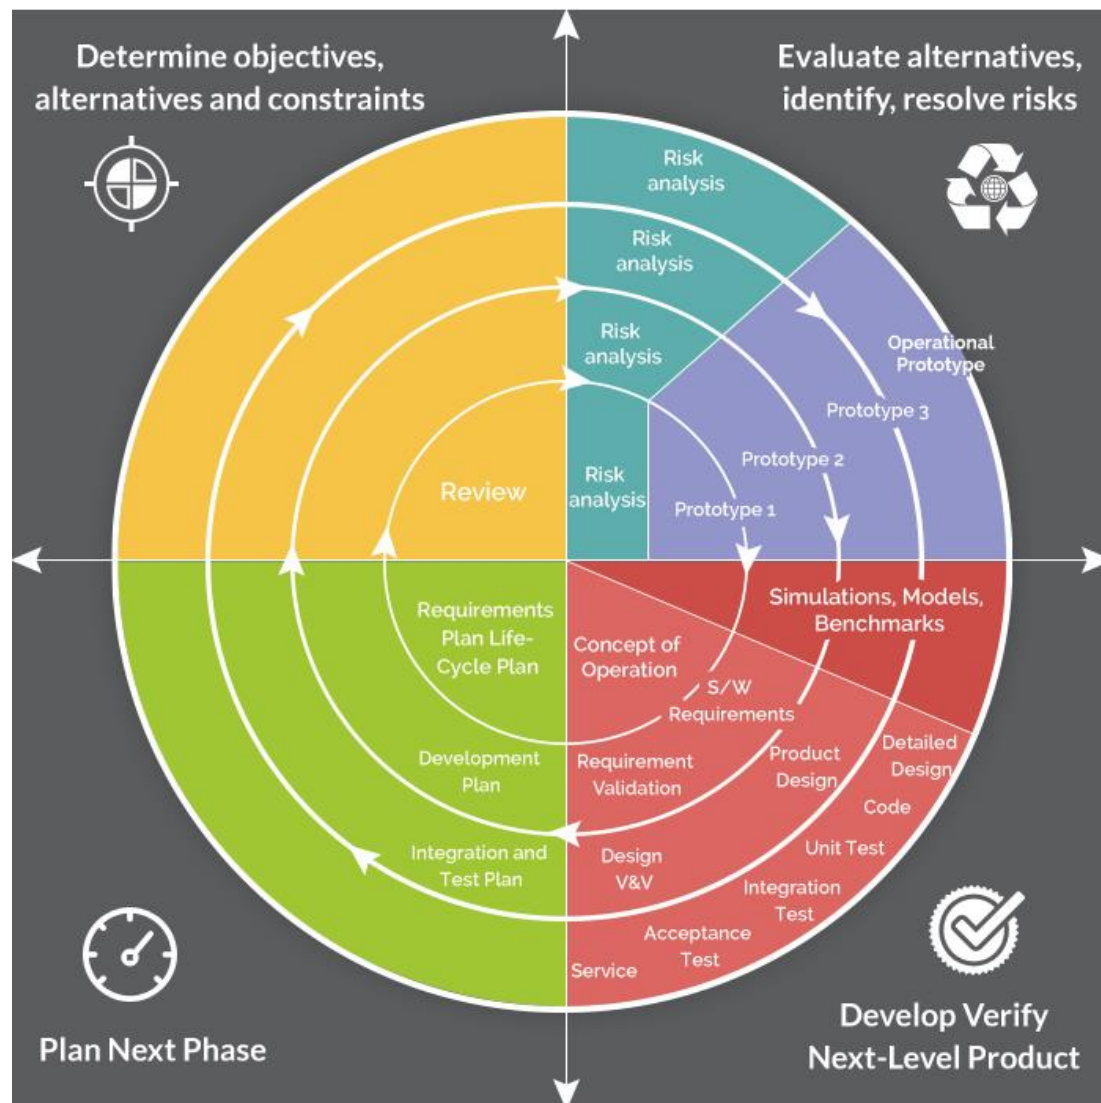 Determine objectives,
alternatives and constraints
Evaluate alternatives,
identify, resolve risks
Risk
analysis
Risk
analysis
Risk
analysis
Risk
analysis
Operational
Prototype
Prototype 3
Prototype 2
Prototype 1
Review
Requirements
Plan Life-
Cycle Plan
Development
Plan
Integration and
Test Plan
Simulations, Models,
Benchmarks
Concept of
Operation
S/W
Requirements
Requirement
Validation
Product
Design
Detailed
Design
Code
Unit Test
Design
V&V
Integration
Test
Acceptance
Test
Service
Plan Next Phase
Develop Verify
Next-Level Product